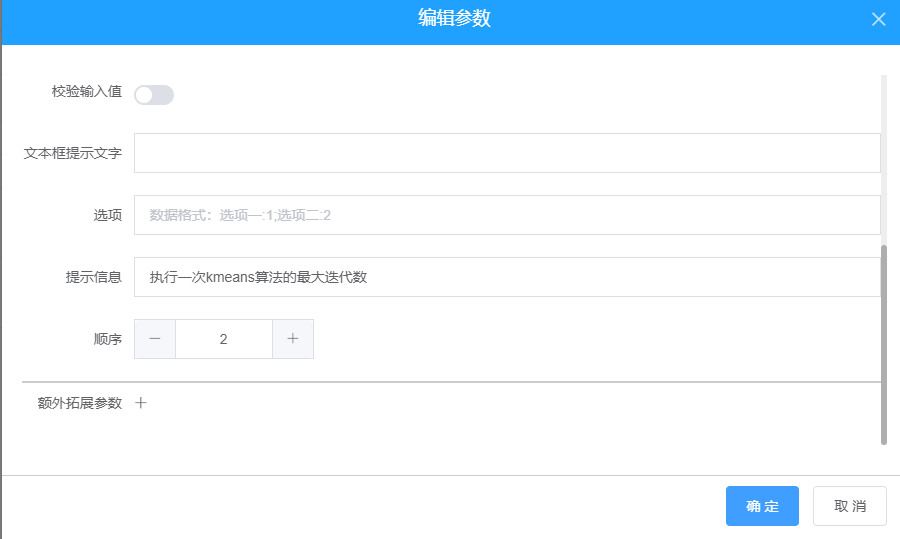 编辑参数
校验输入值
文本框提示文字
选项 数据格式：选项一:1;选项二:2
提示信息 执行一次kmeans算法的最大迭代数
顺序 2
额外拓展参数
确定 取消